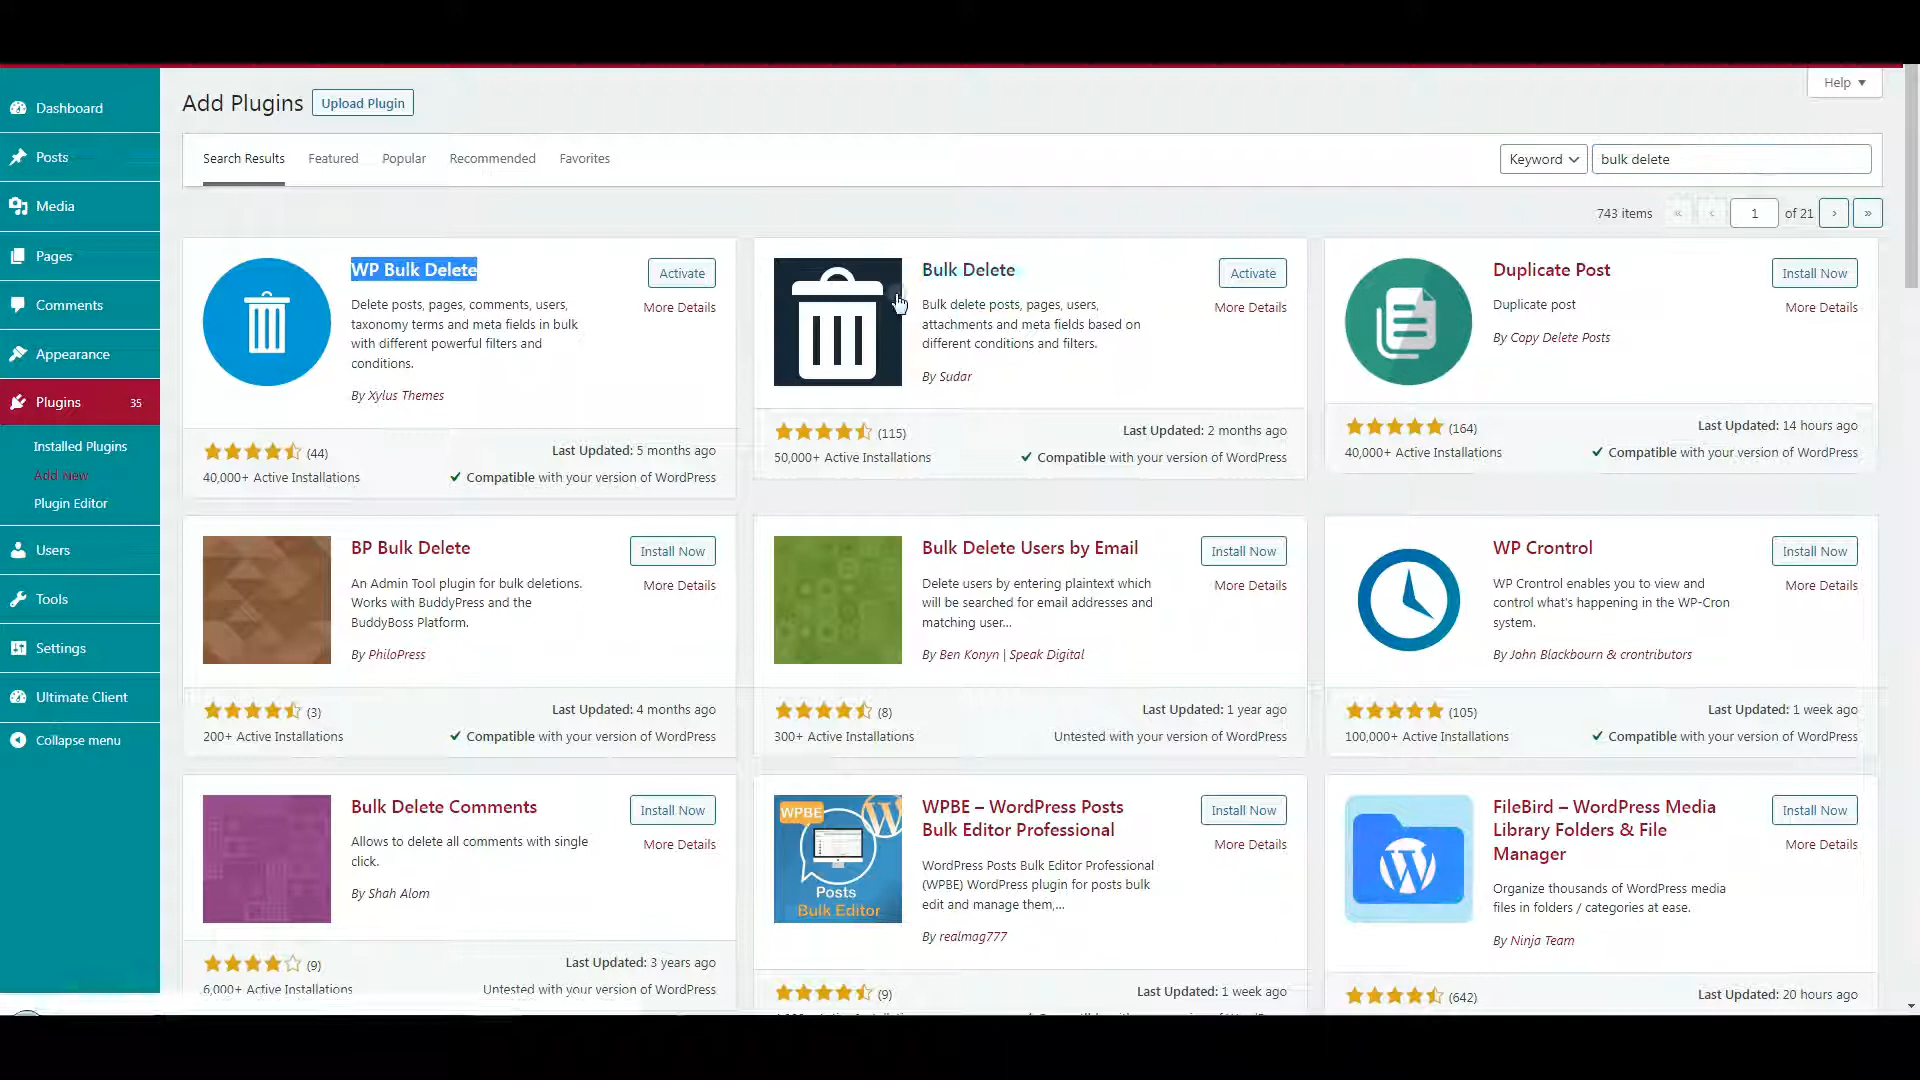 Help
Dashboard
Posts
Media
Pages
Comments
Appearance
Plugins 35
Installed Plugins
Add New
Plugin Editor
Users
Tools
Settings
Ultimate Client
Collapse menu
Add Plugins Upload Plugin
Search Results Featured Popular Recommended Favorites
Keyword bulk delete
743 items « ‹ 1 of 21 › »
WP Bulk Delete
Activate
More Details
Delete posts, pages, comments, users,
taxonomy terms and meta fields in bulk
with different powerful filters and
conditions.
By Xylus Themes
(44)
Last Updated: 5 months ago
40,000+ Active Installations
Compatible with your version of WordPress
Bulk Delete
Activate
More Details
Bulk delete posts, pages, users,
attachments and meta fields based on
different conditions and filters.
By Sudar
(115)
Last Updated: 2 months ago
50,000+ Active Installations
Compatible with your version of WordPress
Duplicate Post
Install Now
More Details
Duplicate post
By Copy Delete Posts
(164)
Last Updated: 14 hours ago
40,000+ Active Installations
Compatible with your version of WordPress
BP Bulk Delete
Install Now
More Details
An Admin Tool plugin for bulk deletions.
Works with BuddyPress and the
BuddyBoss Platform.
By PhiloPress
(3)
Last Updated: 4 months ago
200+ Active Installations
Compatible with your version of WordPress
Bulk Delete Users by Email
Install Now
More Details
Delete users by entering plaintext which
will be searched for email addresses and
matching user...
By Ben Konyn | Speak Digital
(8)
Last Updated: 1 year ago
300+ Active Installations
Untested with your version of WordPress
WP Crontrol
Install Now
More Details
WP Crontrol enables you to view and
control what's happening in the WP-Cron
system.
By John Blackbourn & crontributors
(105)
Last Updated: 1 week ago
100,000+ Active Installations
Compatible with your version of WordPress
Bulk Delete Comments
Install Now
More Details
Allows to delete all comments with single
click.
By Shah Alom
(9)
Last Updated: 3 years ago
6,000+ Active Installations
Untested with your version of WordPress
WPBE
Posts
Bulk Editor
WPBE – WordPress Posts
Bulk Editor Professional
Install Now
More Details
WordPress Posts Bulk Editor Professional
(WPBE) WordPress plugin for posts bulk
edit and manage them,...
By realmag777
(9)
Last Updated: 1 week ago
FileBird – WordPress Media
Library Folders & File
Manager
Install Now
More Details
Organize thousands of WordPress media
files in folders / categories at ease.
By Ninja Team
(642)
Last Updated: 20 hours ago